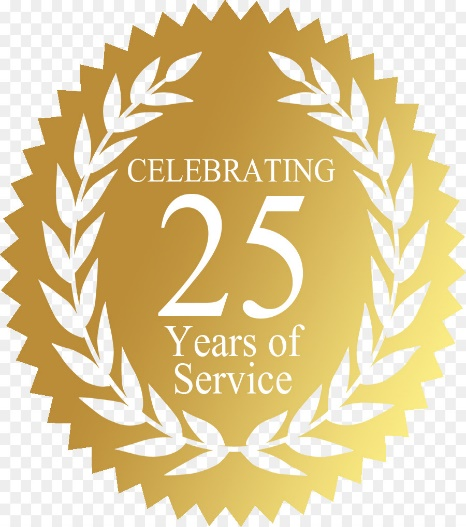 CELEBRATING
25
Years of
Service